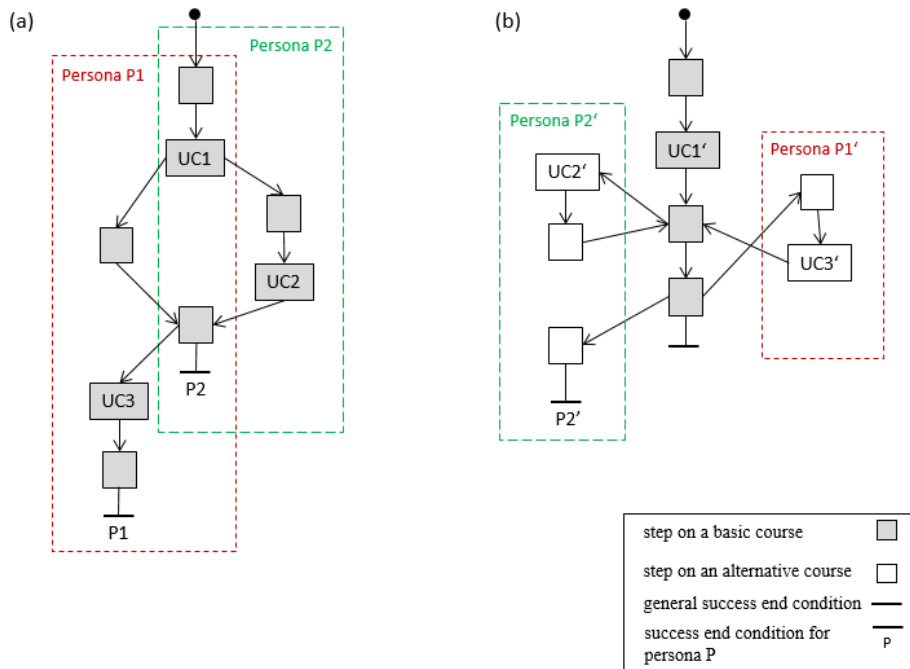 (a)
Persona P2
Persona P1
UC1
UC2
P2
UC3
P1
(b)
Persona P2‘
UC1‘
Persona P1‘
UC2‘
UC3‘
P2’
step on a basic course
step on an alternative course
general success end condition
success end condition for
persona P
P